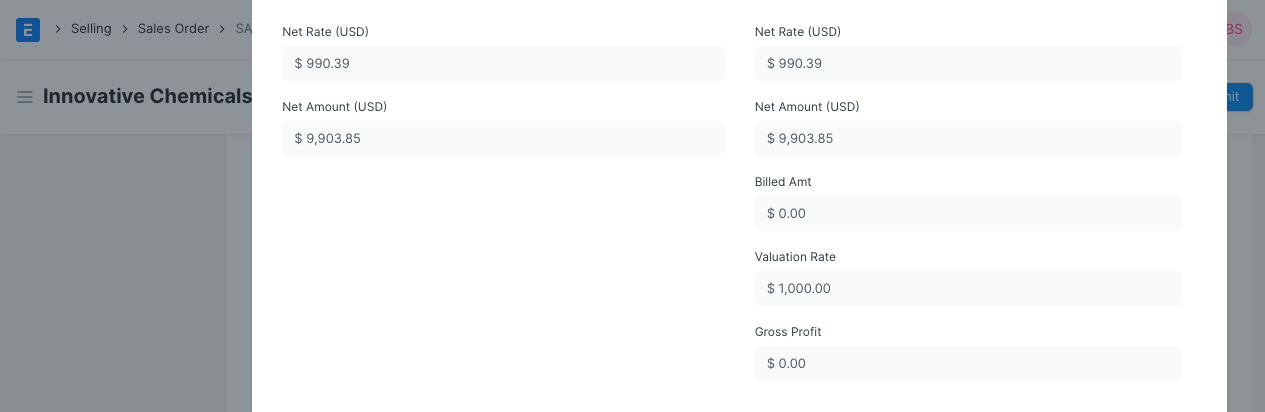 E
Selling
Sales Order
SA
BS
Innovative Chemicals
nit
Net Rate (USD)
$ 990.39
Net Amount (USD)
$ 9,903.85
Net Rate (USD)
$ 990.39
Net Amount (USD)
$ 9,903.85
Billed Amt
$ 0.00
Valuation Rate
$ 1,000.00
Gross Profit
$ 0.00